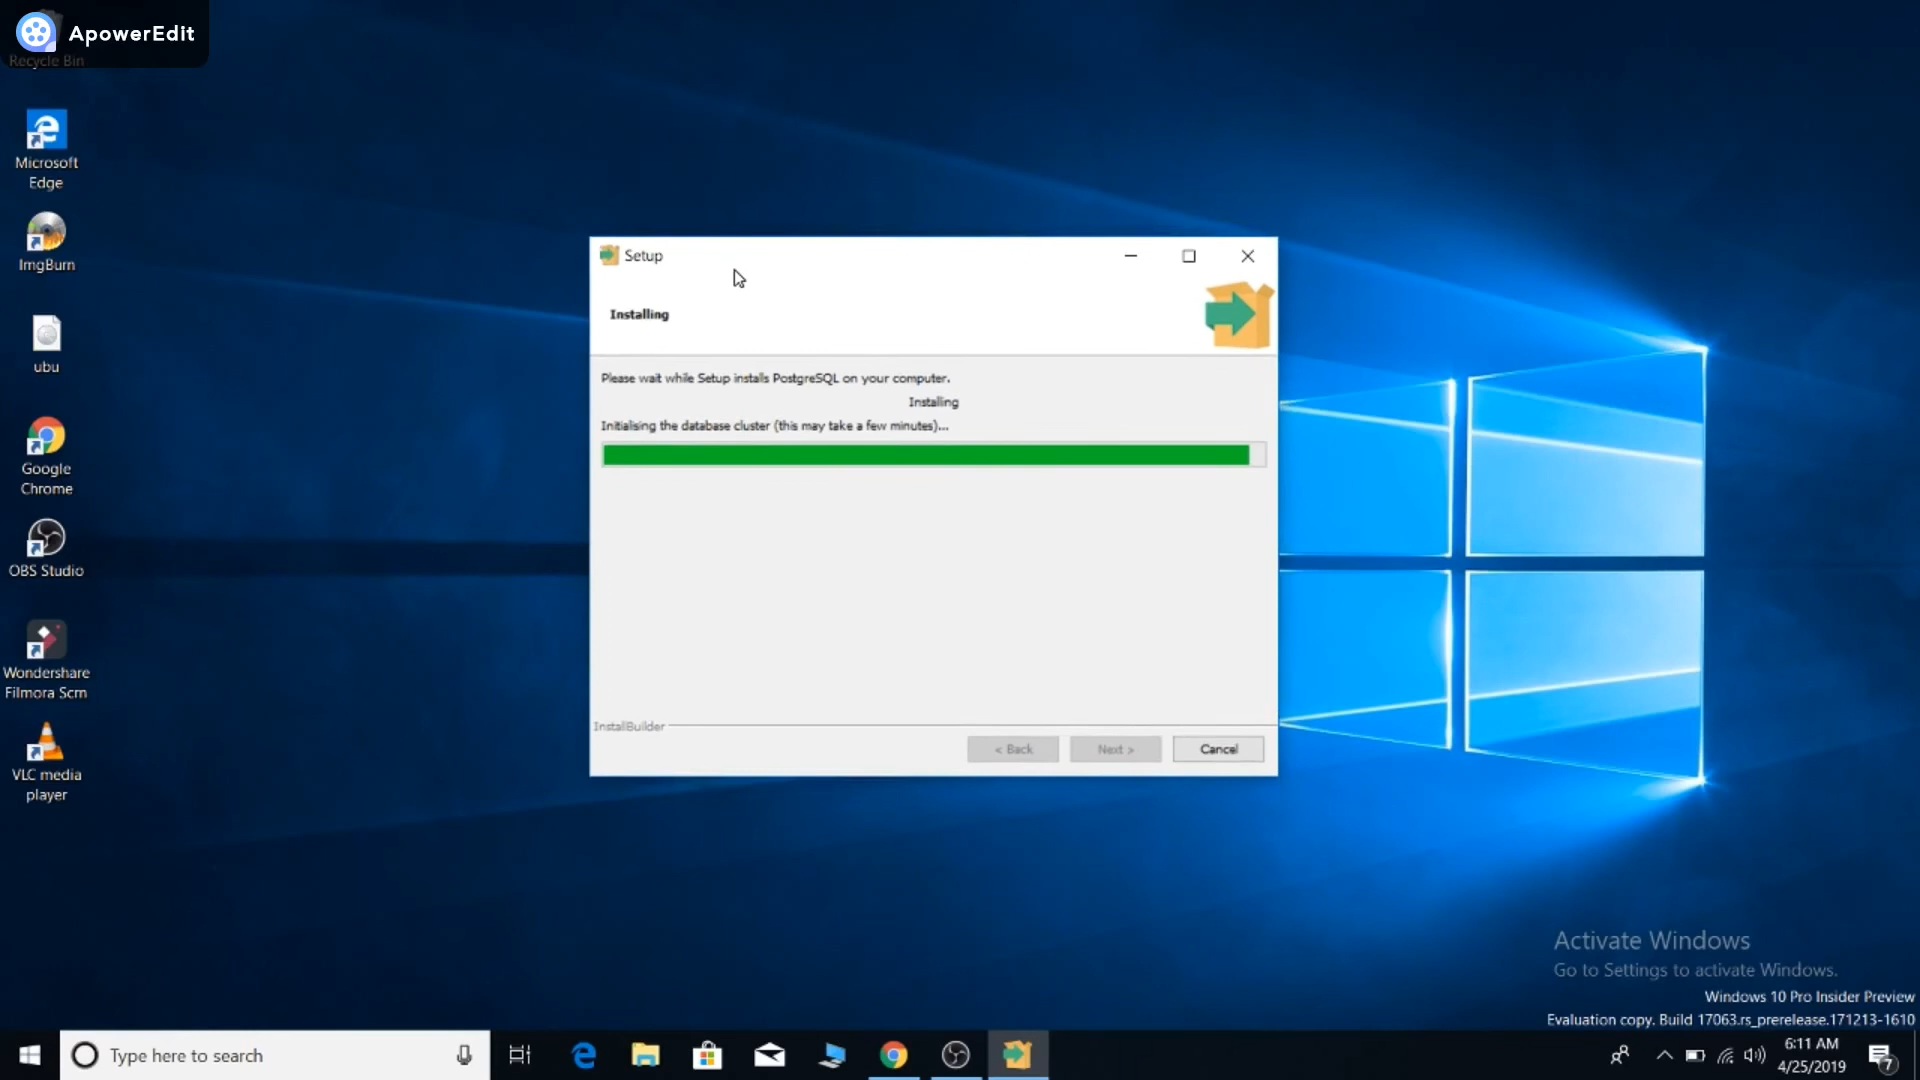 ApowerEdit
Recycle Bin
Microsoft
Edge
ImgBurn
ubu
Google
Chrome
OBS Studio
Wondershare
Filmora Scrn
VLC media
player
Setup
Installing
Please wait while Setup installs PostgreSQL on your computer.
Installing
Initialising the database cluster (this may take a few minutes)...
InstallBuilder
< Back
Next >
Cancel
Activate Windows
Go to Settings to activate Windows.
Windows 10 Pro Insider Preview
Evaluation copy. Build 17063.rs_prerelease.171213-1610
Type here to search
6:11 AM
4/25/2019
7